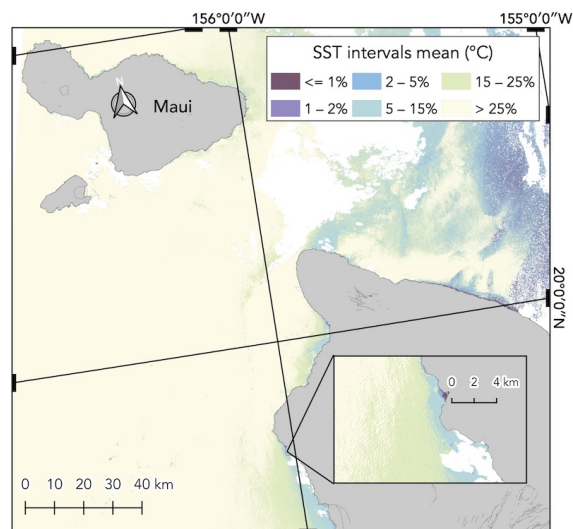 156°0'0"W
155°0'0"W
SST intervals mean (°C)
<= 1%
2 – 5%
15 – 25%
1 – 2%
5 – 15%
> 25%
N
Maui
20°0'0"N
0 2 4 km
0 10 20 30 40 km